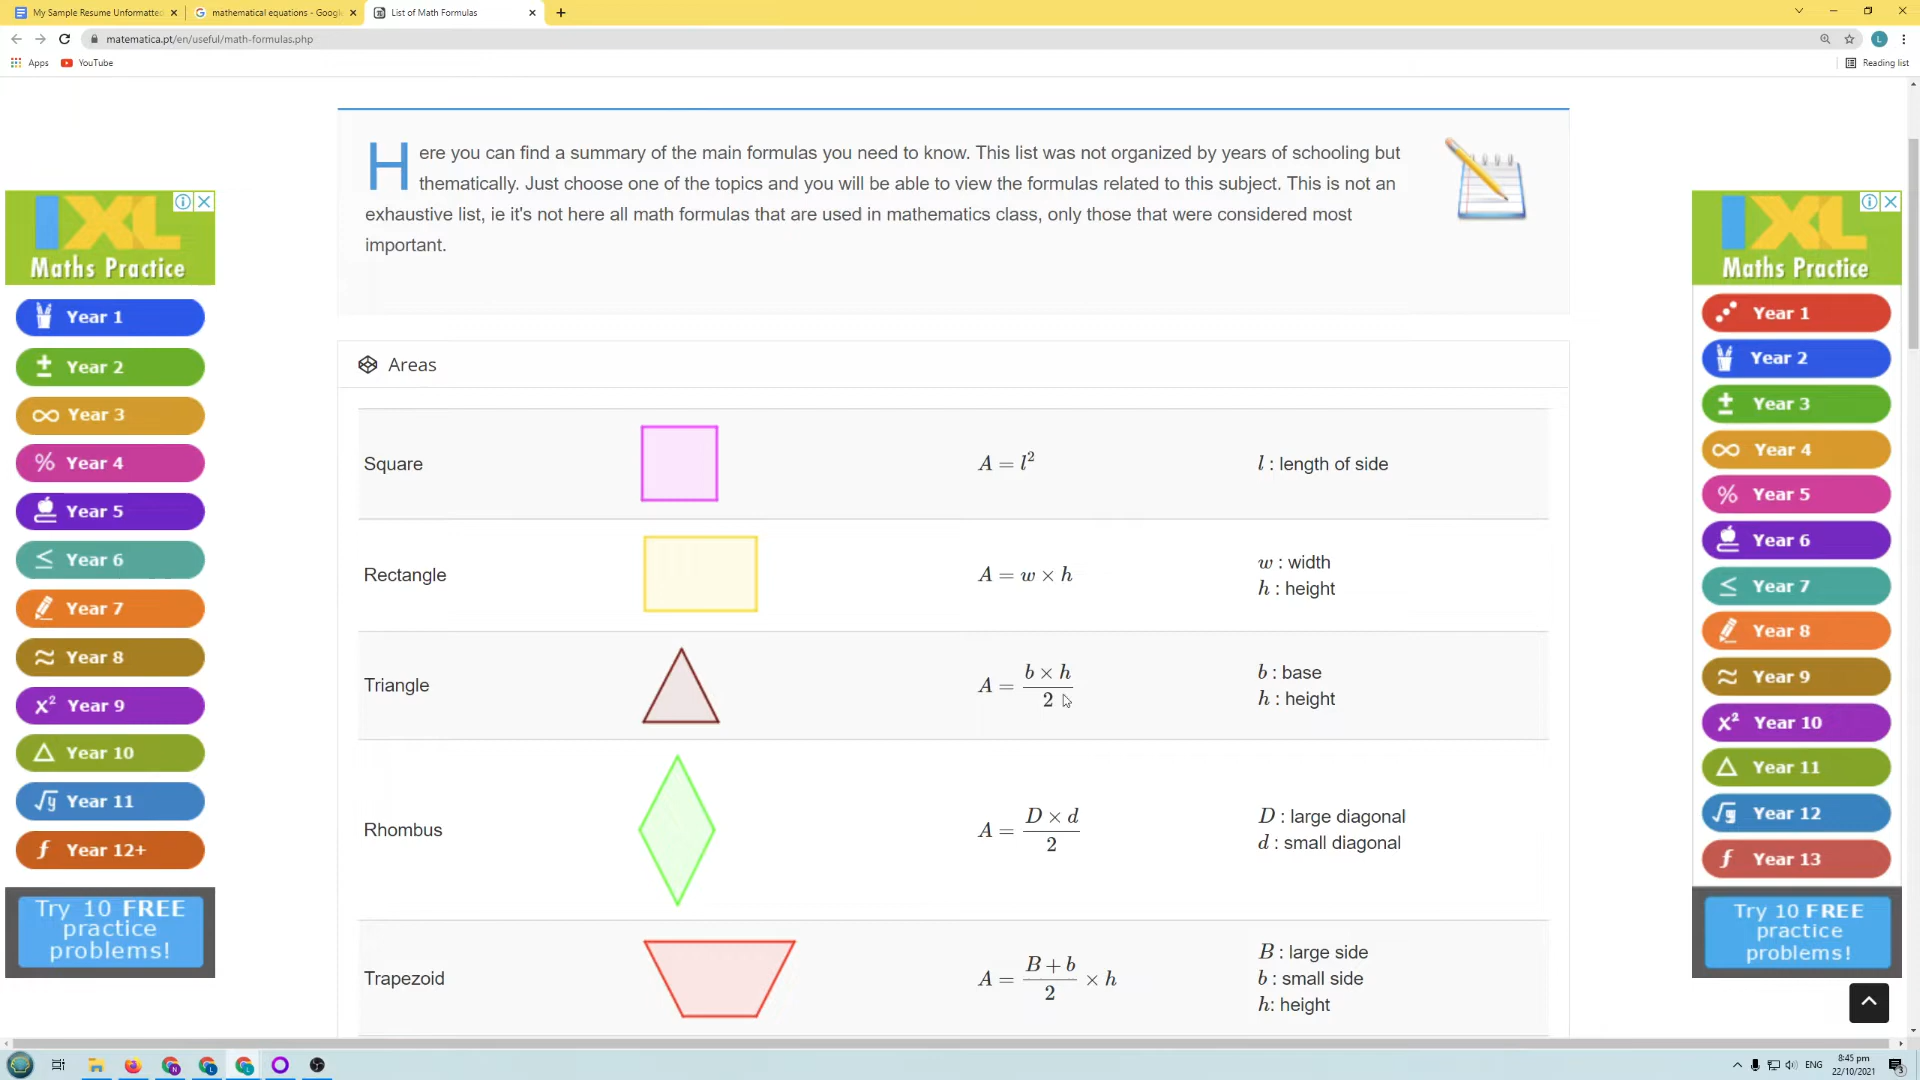 My Sample Resume Unformatted
mathematical equations - Google
List of Math Formulas
matematica.pt/en/useful/math-formulas.php
L
Apps
YouTube
Reading list
Here you can find a summary of the main formulas you need to know. This list was not organized by years of schooling but
thematically. Just choose one of the topics and you will be able to view the formulas related to this subject. This is not an
exhaustive list, ie it's not here all math formulas that are used in mathematics class, only those that were considered most
important.
IXL
Maths Practice
Year 1
± Year 2
∞ Year 3
% Year 4
Year 5
≤ Year 6
Year 7
≈ Year 8
x² Year 9
△ Year 10
√y Year 11
f Year 12+
Try 10 FREE
practice
problems!
Areas
Square
A = l²
l : length of side
Rectangle
A = w × h
w : width
h : height
Triangle
A = b × h / 2
b : base
h : height
Rhombus
A = D × d / 2
D : large diagonal
d : small diagonal
Trapezoid
A = B + b / 2 × h
B : large side
b : small side
h: height
IXL
Maths Practice
Year 1
Year 2
± Year 3
∞ Year 4
% Year 5
Year 6
≤ Year 7
Year 8
≈ Year 9
x² Year 10
△ Year 11
√y Year 12
f Year 13
Try 10 FREE
practice
problems!
ENG
8:45 pm
22/10/2021
3